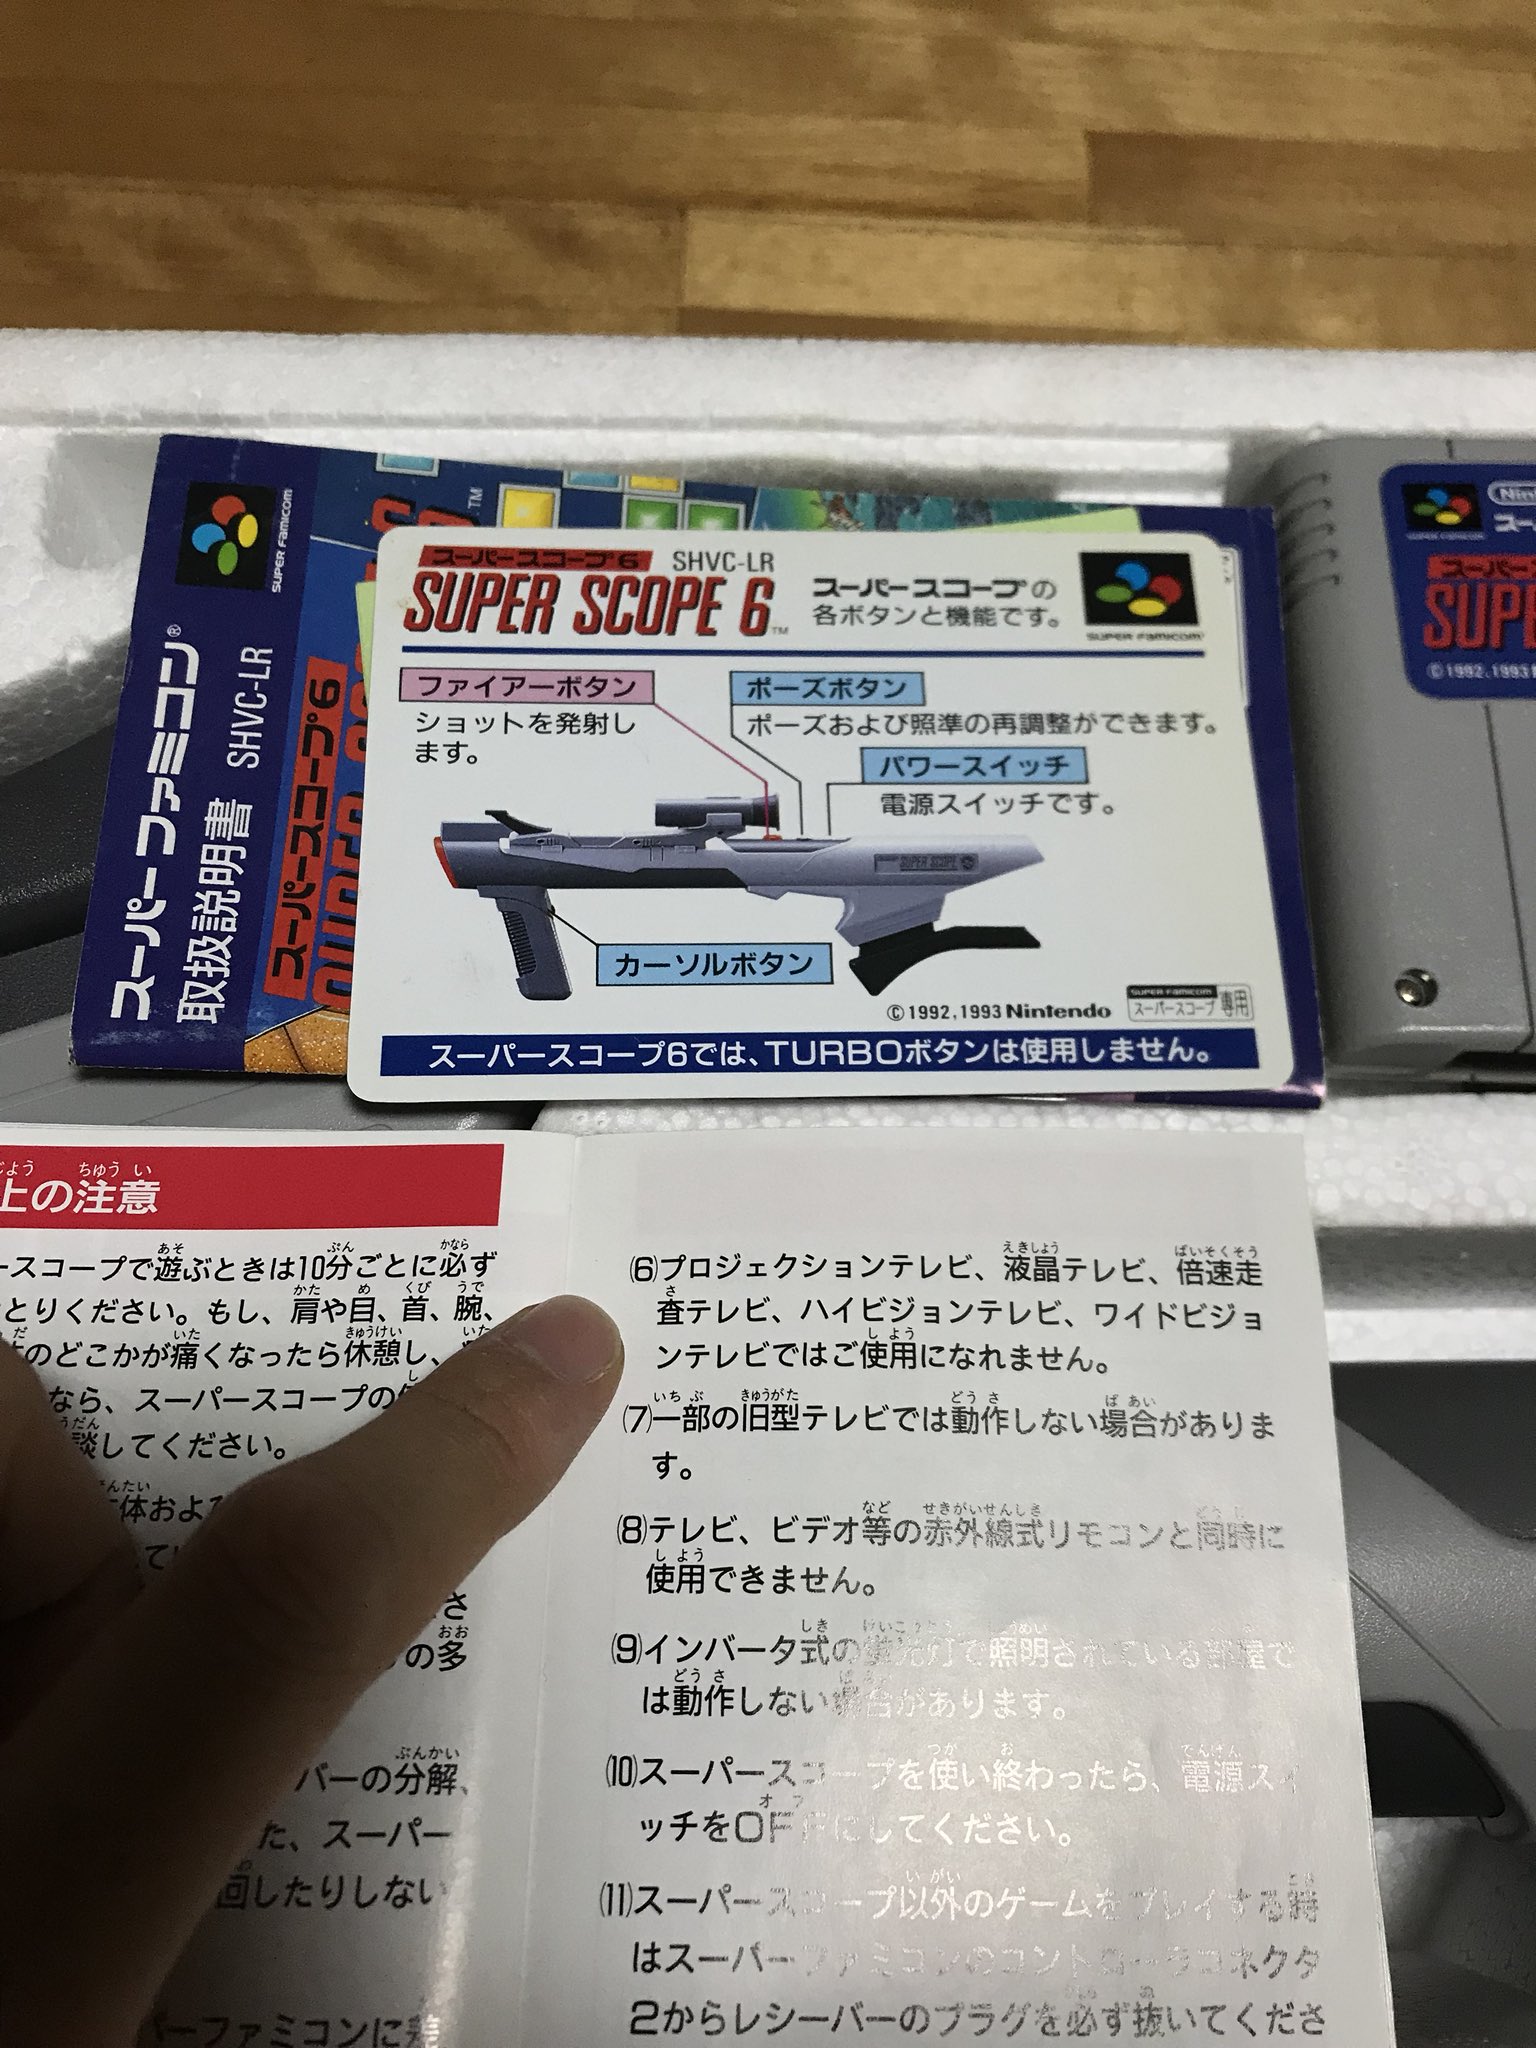 スーパーファミコン®
取扱説明書 SHVC-LR
SUPER FAMICOM
スーパースコープ6
TM
スーパースコープ6 SHVC-LR
SUPER SCOPE 6 TM
スーパースコープの
各ボタンと機能です。
SUPER FAMICOM
ファイアーボタン
ショットを発射し
ます。
ポーズボタン
ポーズおよび照準の再調整ができます。
パワースイッチ
電源スイッチです。
SUPER SCOPE
カーソルボタン
©1992,1993 Nintendo
SUPER FAMICOM
スーパースコープ専用
スーパースコープ6では、TURBOボタンは使用しません。
SUPER FAMICOM
©1992,1993
上の注意
ースコープで遊ぶときは10分ごとに必ず
とりください。もし、肩や目、首、腕、
のどこかが痛くなったら休憩し、
なら、スーパースコープの
談してください。
体およ
さ
の多
バーの分解、
た、スーパー
回したりしない
ーファミコンに
⑹プロジェクションテレビ、液晶テレビ、倍速走
査テレビ、ハイビジョンテレビ、ワイドビジョ
ンテレビではご使用になれません。
⑺一部の旧型テレビでは動作しない場合がありま
す。
⑻テレビ、ビデオ等の赤外線式リモコンと同時に
使用できません。
⑼インバータ式の蛍光灯で照明されている部屋で
は動作しない場合があります。
⑽スーパースコープを使い終わったら、電源スイ
ッチをOFFにしてください。
⑾スーパースコープ以外のゲームをプレイする時
はスーパーファミコンのコントローラコネクタ
2からレシーバーのプラグを必ず抜いてくださ